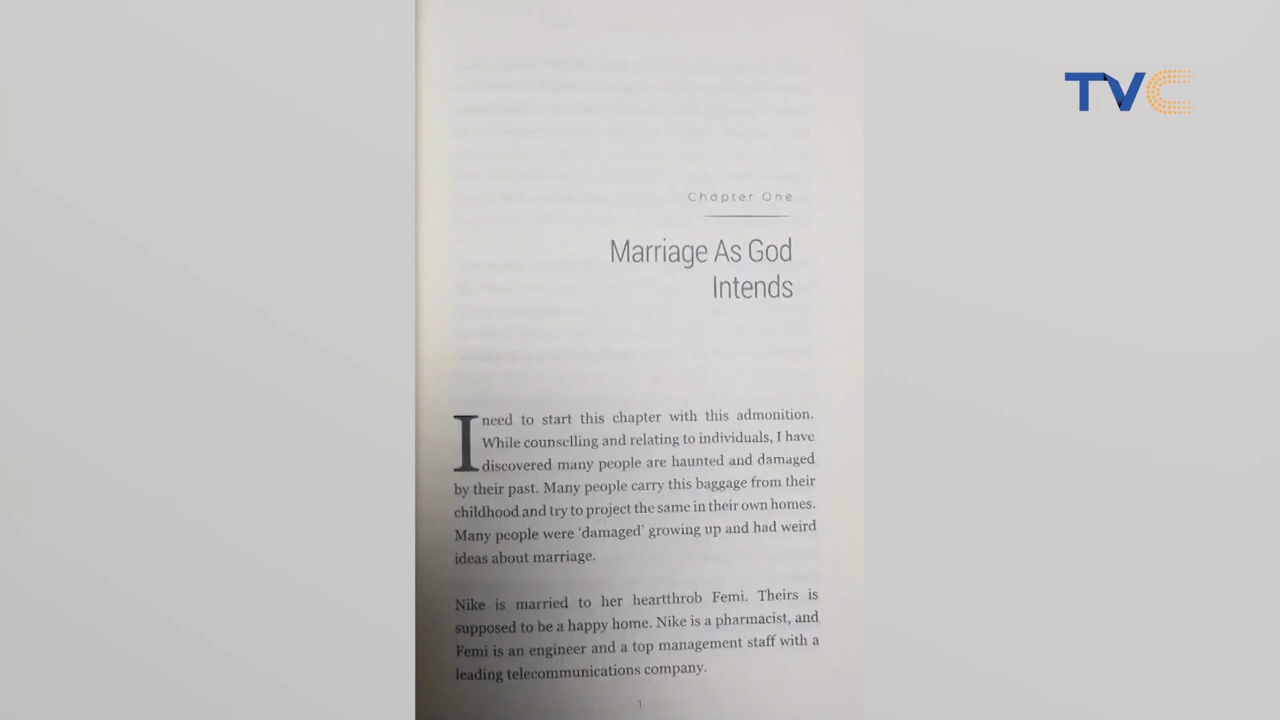 TVC
Chapter One
Marriage As God
Intends
I need to start this chapter with this admonition.
While counselling and relating to individuals, I have
discovered many people are haunted and damaged
by their past. Many people carry this baggage from their
childhood and try to project the same in their own homes.
Many people were ‘damaged’ growing up and had weird
ideas about marriage.
Nike is married to her heartthrob Femi. Theirs is
supposed to be a happy home. Nike is a pharmacist, and
Femi is an engineer and a top management staff with a
leading telecommunications company.
1